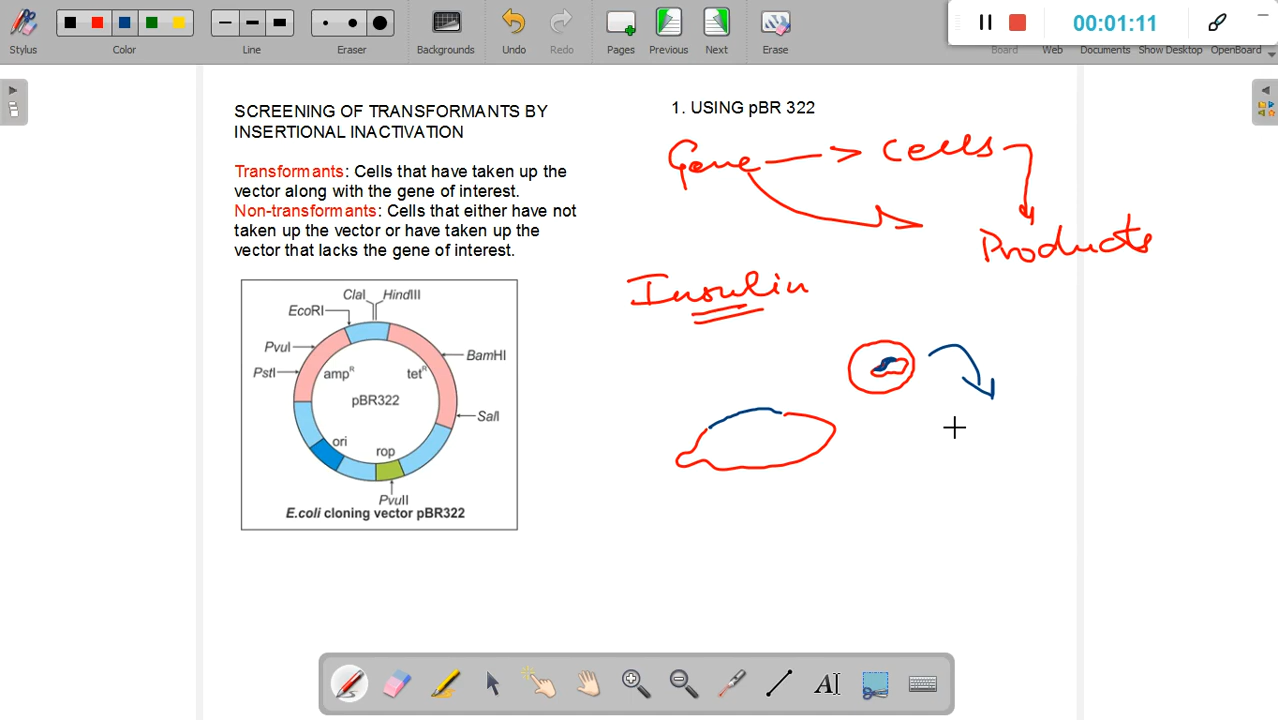 00:01:11
Stylus
Color
Line
Eraser
Backgrounds
Undo
Redo
Pages
Previous
Next
Erase
Board
Web
Documents
Show Desktop
OpenBoard
SCREENING OF TRANSFORMANTS BY
INSERTIONAL INACTIVATION
Transformants: Cells that have taken up the
vector along with the gene of interest.
Non-transformants: Cells that either have not
taken up the vector or have taken up the
vector that lacks the gene of interest.
ClaI
HindIII
EcoRI
PvuI
BamHI
PstI
ampR
tetR
pBR322
SalI
ori
rop
PvuII
E.coli cloning vector pBR322
1. USING pBR 322
Gene
Cells
Products
Insulin
AI